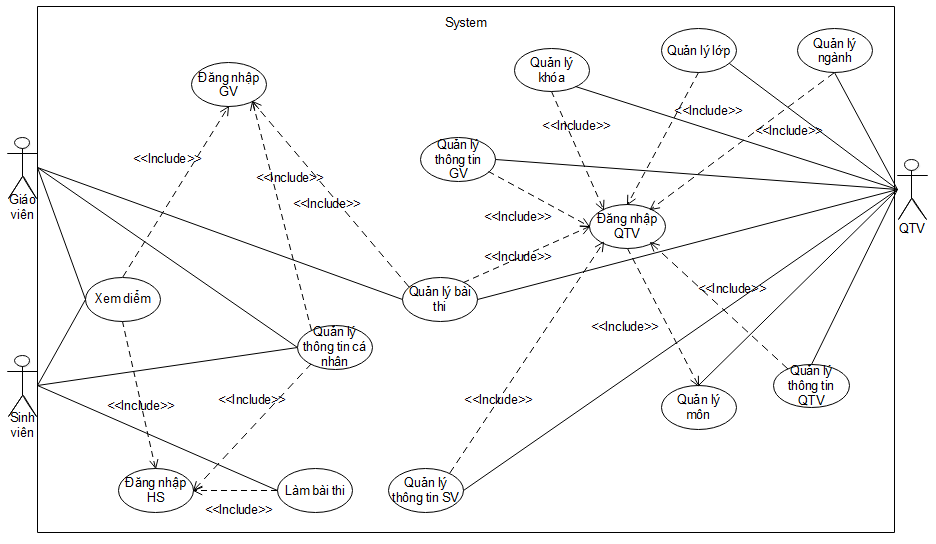 System
Quản lý
ngành
Quản lý lớp
Quản lý
khóa
Đăng nhập
GV
<<Include>>
<<Include>>
<<Include>>
<<Include>>
Quản lý
thông tin
GV
<<Include>>
<<Include>>
Giáo
viên
<<Include>>
<<Include>>
Đăng nhập
QTV
QTV
<<Include>>
Xem diểm
Quản lý bài
thi
<<Include>>
<<Include>>
Quản lý
thông tin cá
nhân
Quản lý
thông tin
QTV
Sinh
viên
<<Include>>
<<Include>>
Quản lý
môn
Đăng nhập
HS
Làm bài thi
Quản lý
thông tin SV
<<Include>>